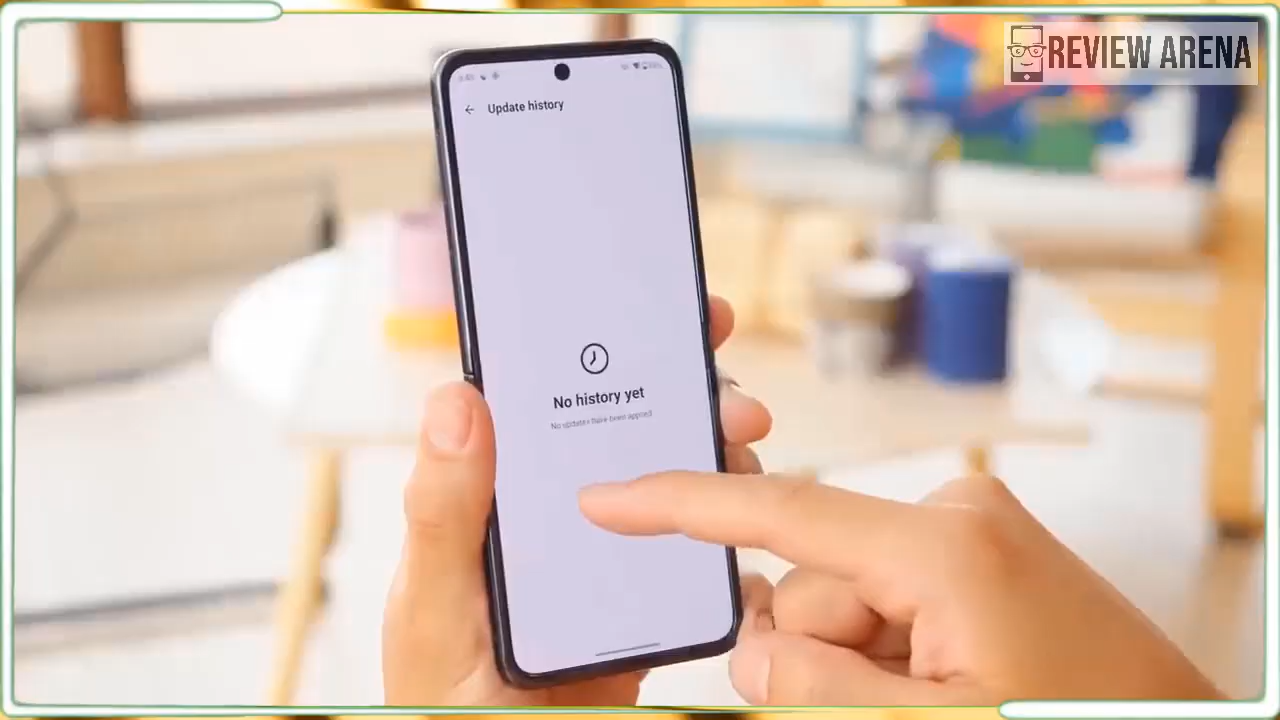 REVIEW ARENA
Update history
No history yet
No updates have been applied